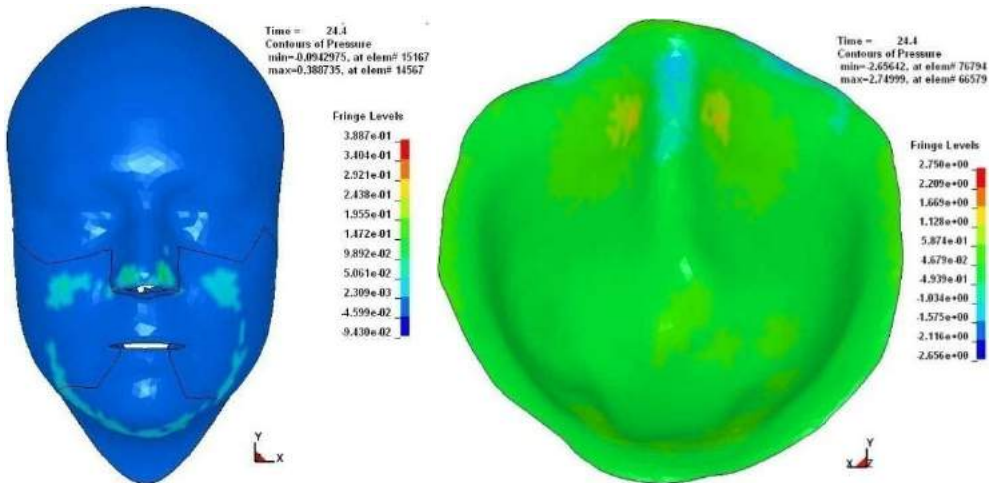 Time = 24.4
Contours of Pressure
min=-0.0942975, at elem# 15167
max=0.388735, at elem# 14567
Fringe Levels
3.887e-01
3.404e-01
2.921e-01
2.438e-01
1.955e-01
1.472e-01
9.892e-02
5.061e-02
2.309e-03
-4.599e-02
-9.430e-02
Y
X
Time = 24.4
Contours of Pressure
min=-2.65642, at elem# 76794
max=2.74999, at elem# 66579
Fringe Levels
2.750e+00
2.209e+00
1.669e+00
1.128e+00
5.874e-01
4.679e-02
-4.939e-01
-1.034e+00
-1.575e+00
-2.116e+00
-2.656e+00
Y
X Z